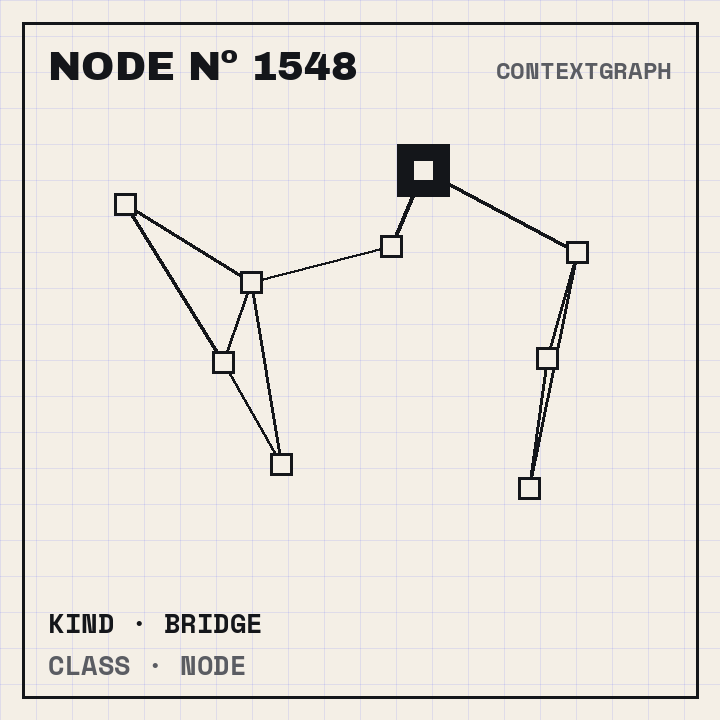 NODE Nº 1548
CONTEXTGRAPH
KIND · BRIDGE
CLASS · NODE